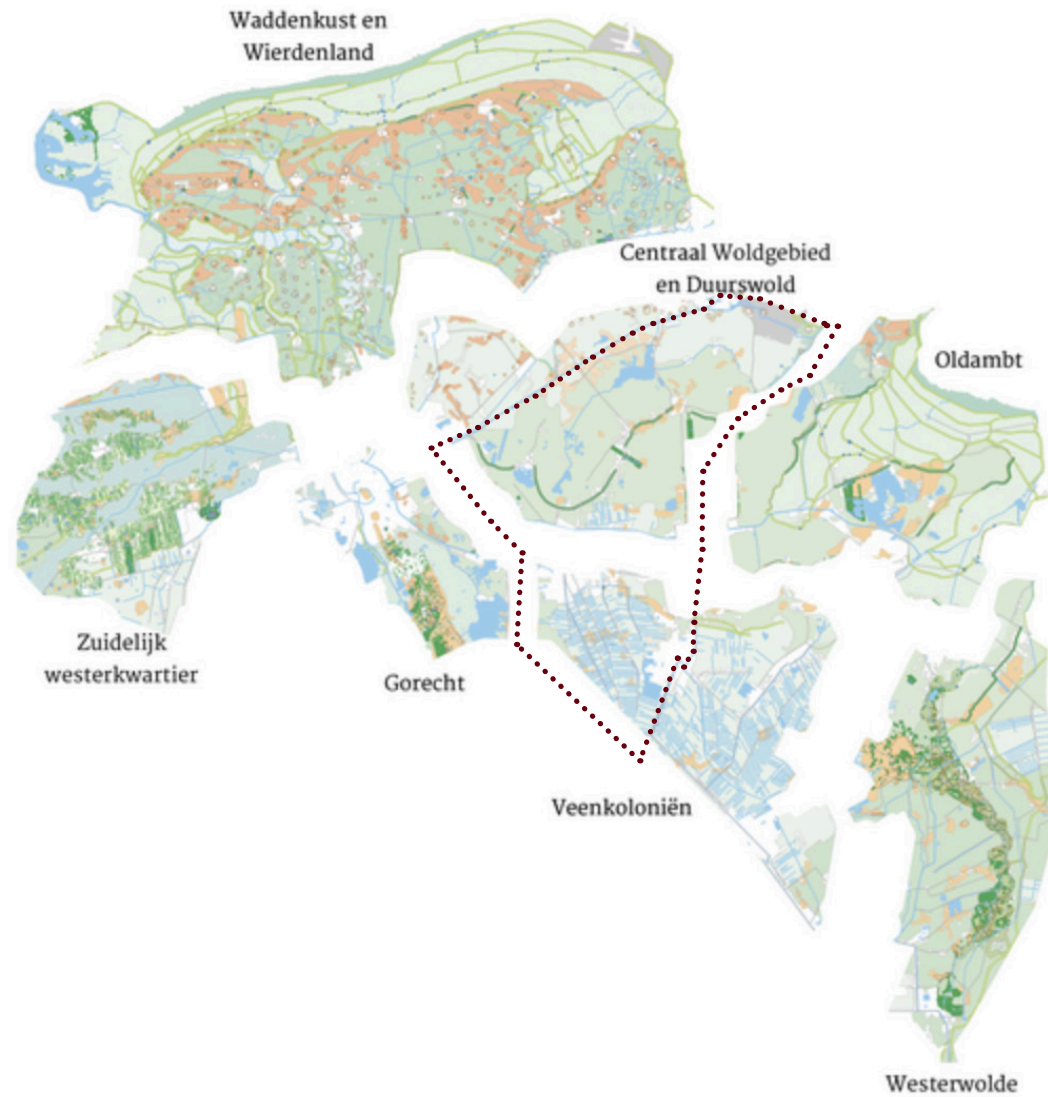 Waddenkust en
Wierdenland
Centraal Woldgebied
en Duurswold
Oldambt
Zuidelijk
westerkwartier
Gorecht
Veenkoloniën
Westerwolde